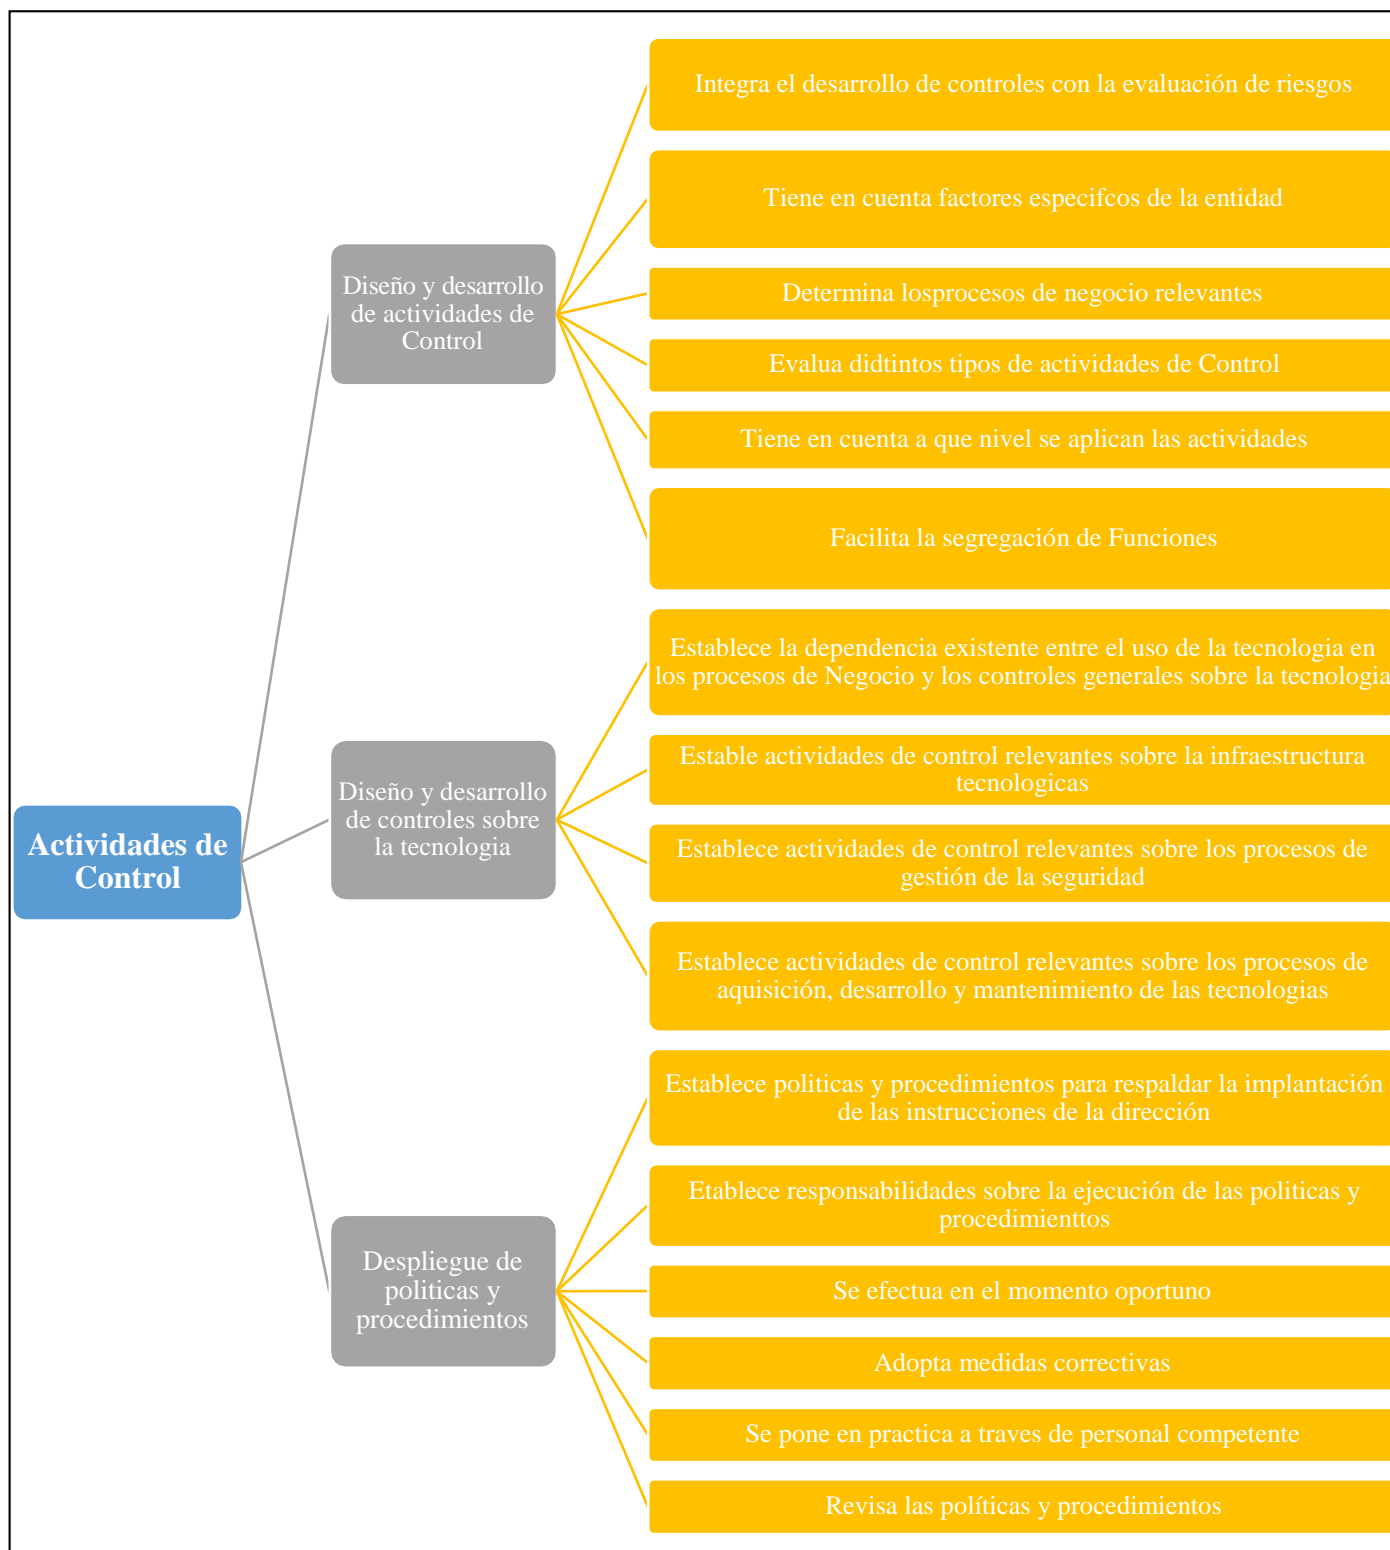 Integra el desarrollo de controles con la evaluación de riesgos
Tiene en cuenta factores especifcos de la entidad
Diseño y desarrollo
de actividades de
Control
Determina losprocesos de negocio relevantes
Evalua didtintos tipos de actividades de Control
Tiene en cuenta a que nivel se aplican las actividades
Facilita la segregación de Funciones
Establece la dependencia existente entre el uso de la tecnologia en
los procesos de Negocio y los controles generales sobre la tecnologia
Estable actividades de control relevantes sobre la infraestructura
tecnologicas
Diseño y desarrollo
de controles sobre
la tecnologia
Actividades de
Control
Establece actividades de control relevantes sobre los procesos de
gestión de la seguridad
Establece actividades de control relevantes sobre los procesos de
aquisición, desarrollo y mantenimiento de las tecnologias
Establece politicas y procedimientos para respaldar la implantación
de las instrucciones de la dirección
Etablece responsabilidades sobre la ejecución de las politicas y
procedimienttos
Despliegue de
politicas y
procedimientos
Se efectua en el momento oportuno
Adopta medidas correctivas
Se pone en practica a traves de personal competente
Revisa las políticas y procedimientos